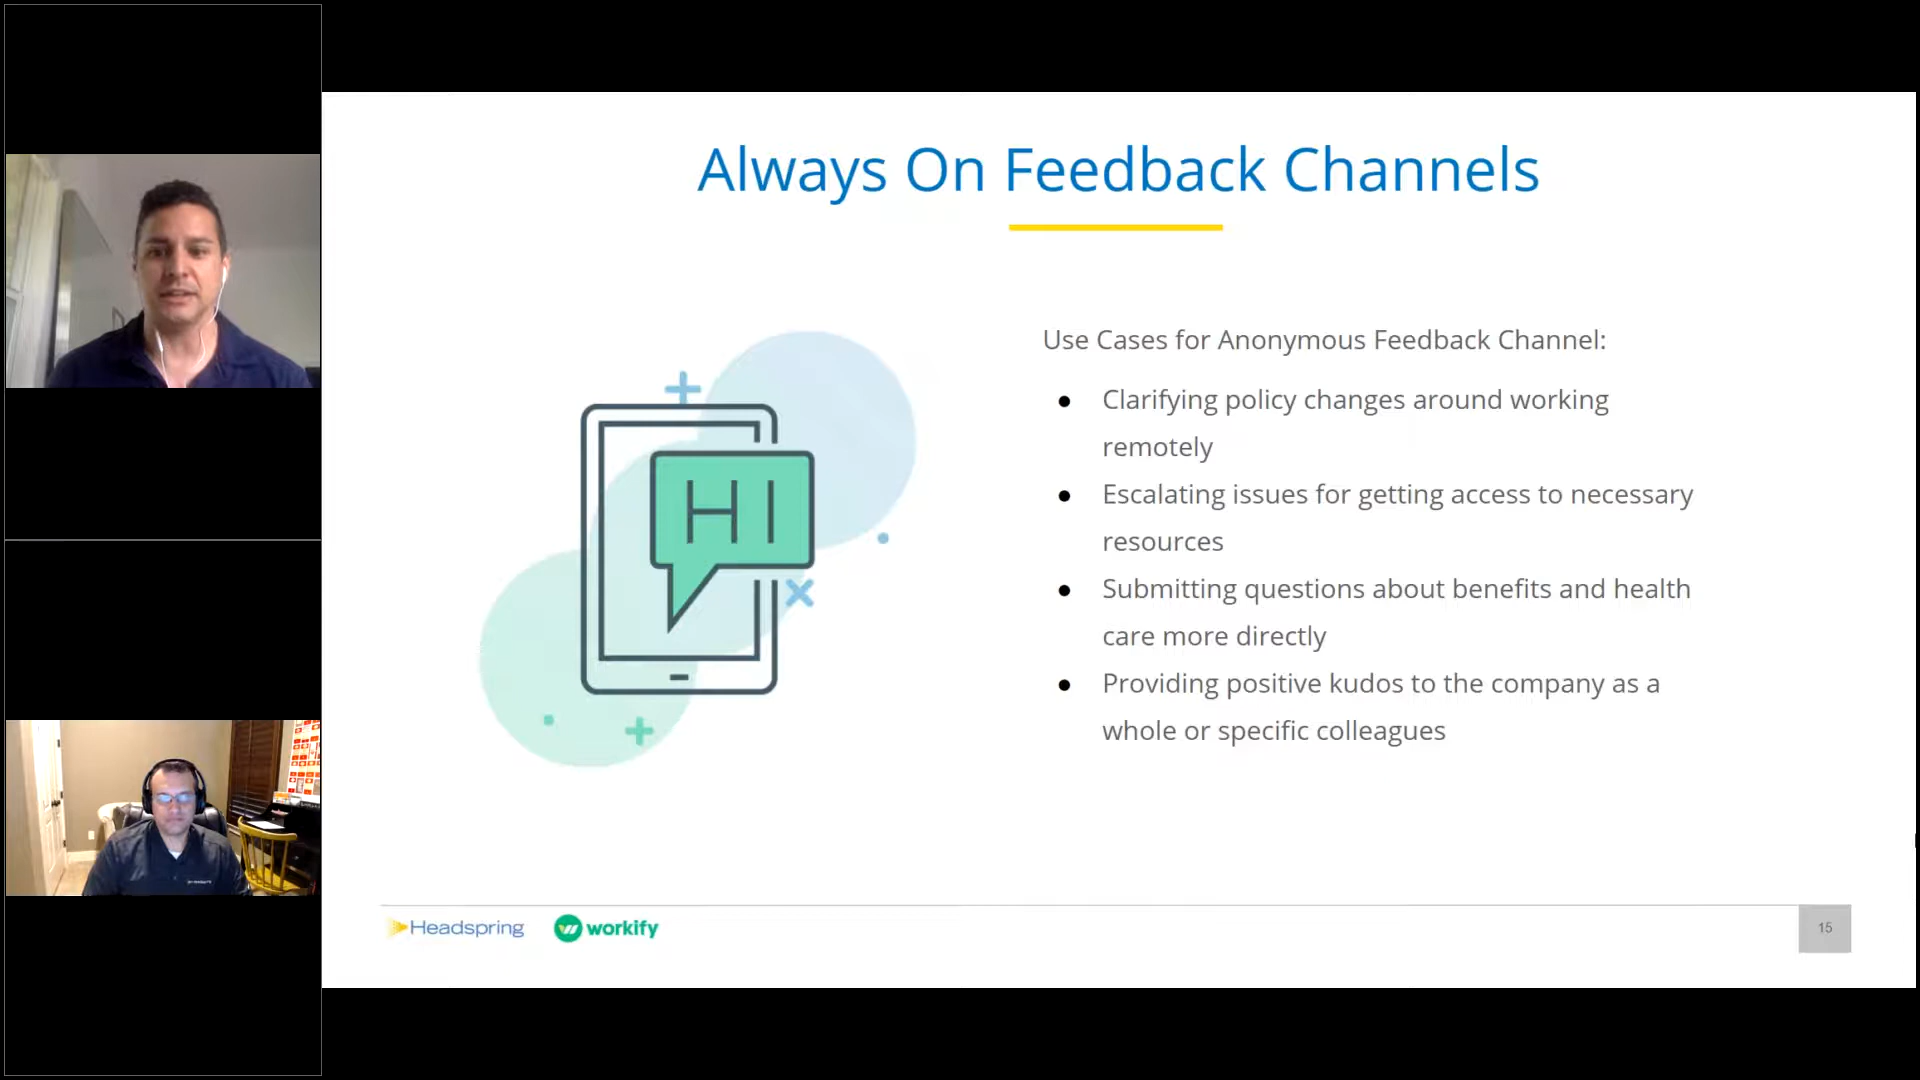 Always On Feedback Channels
HI
Use Cases for Anonymous Feedback Channel:
● Clarifying policy changes around working
remotely
● Escalating issues for getting access to necessary
resources
● Submitting questions about benefits and health
care more directly
● Providing positive kudos to the company as a
whole or specific colleagues
Headspring
workify
15